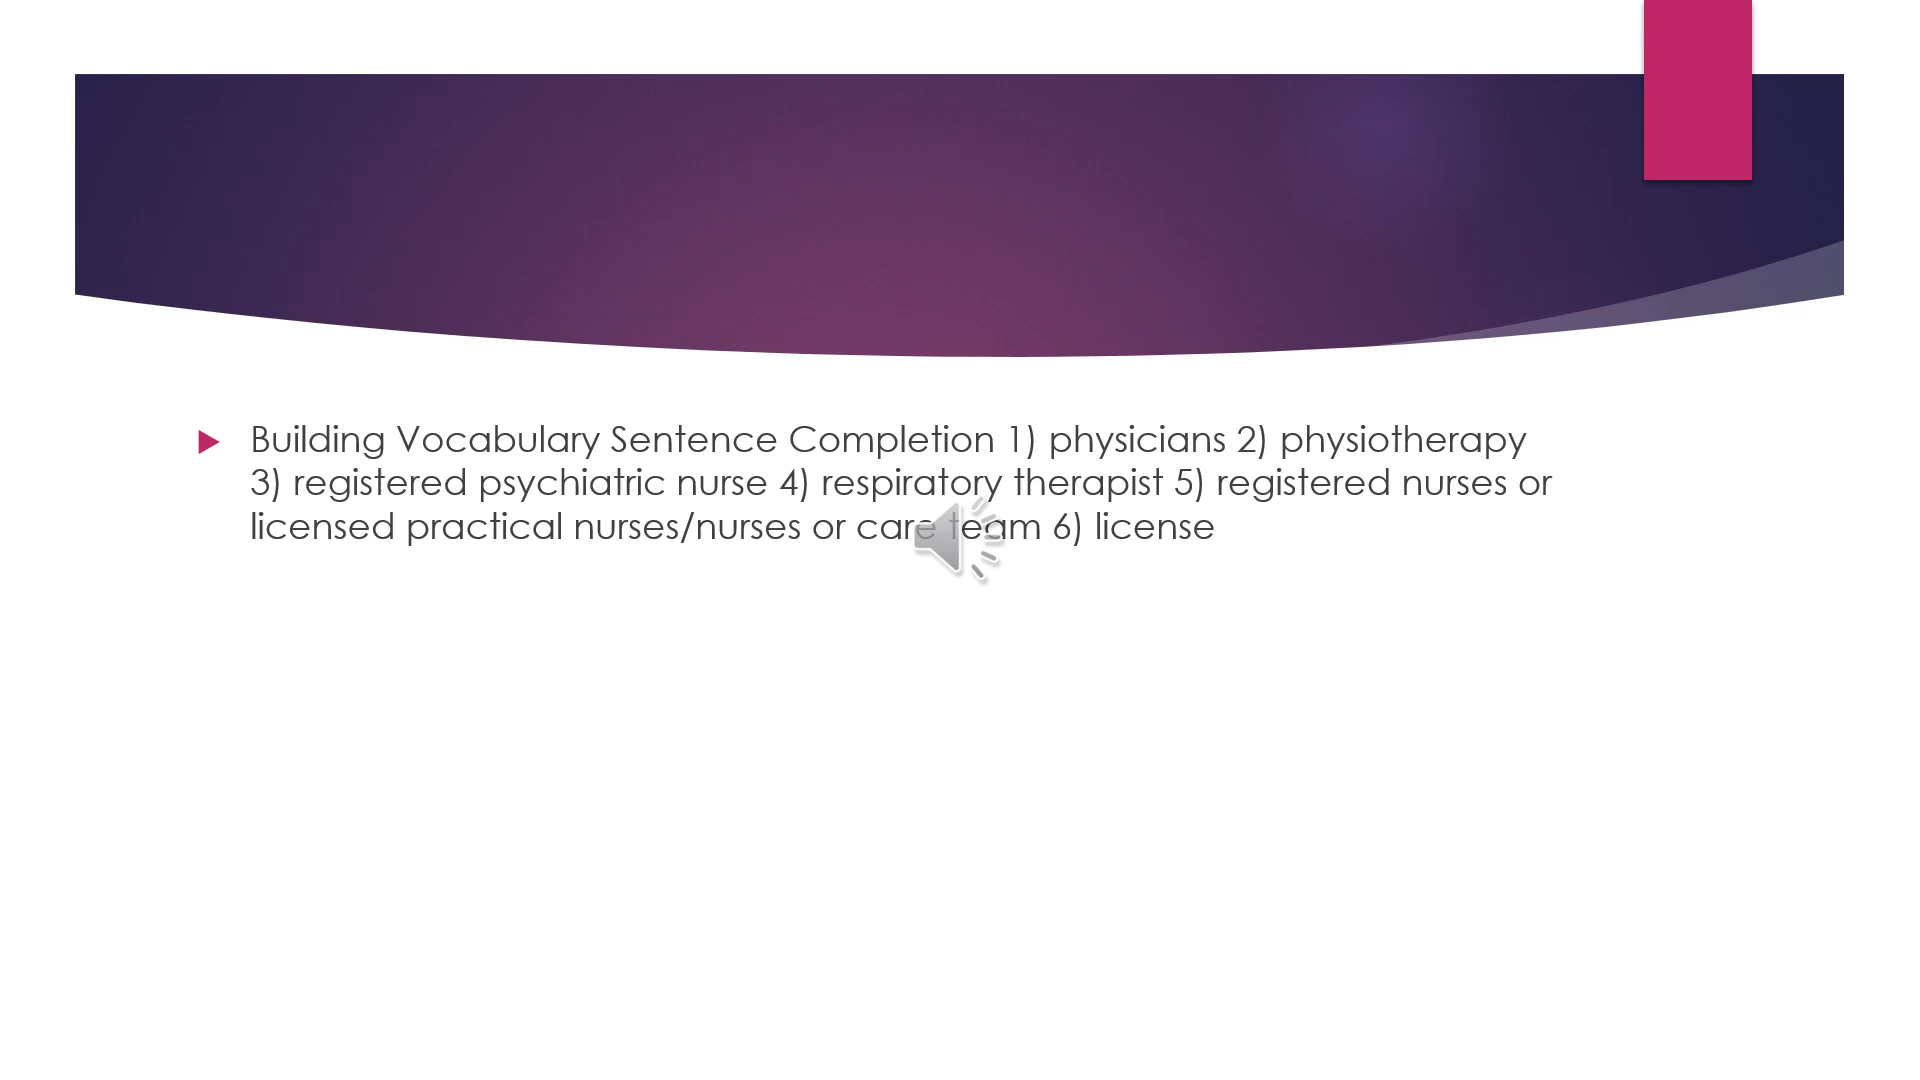 Building Vocabulary Sentence Completion 1) physicians 2) physiotherapy
3) registered psychiatric nurse 4) respiratory therapist 5) registered nurses or
licensed practical nurses/nurses or care team 6) license